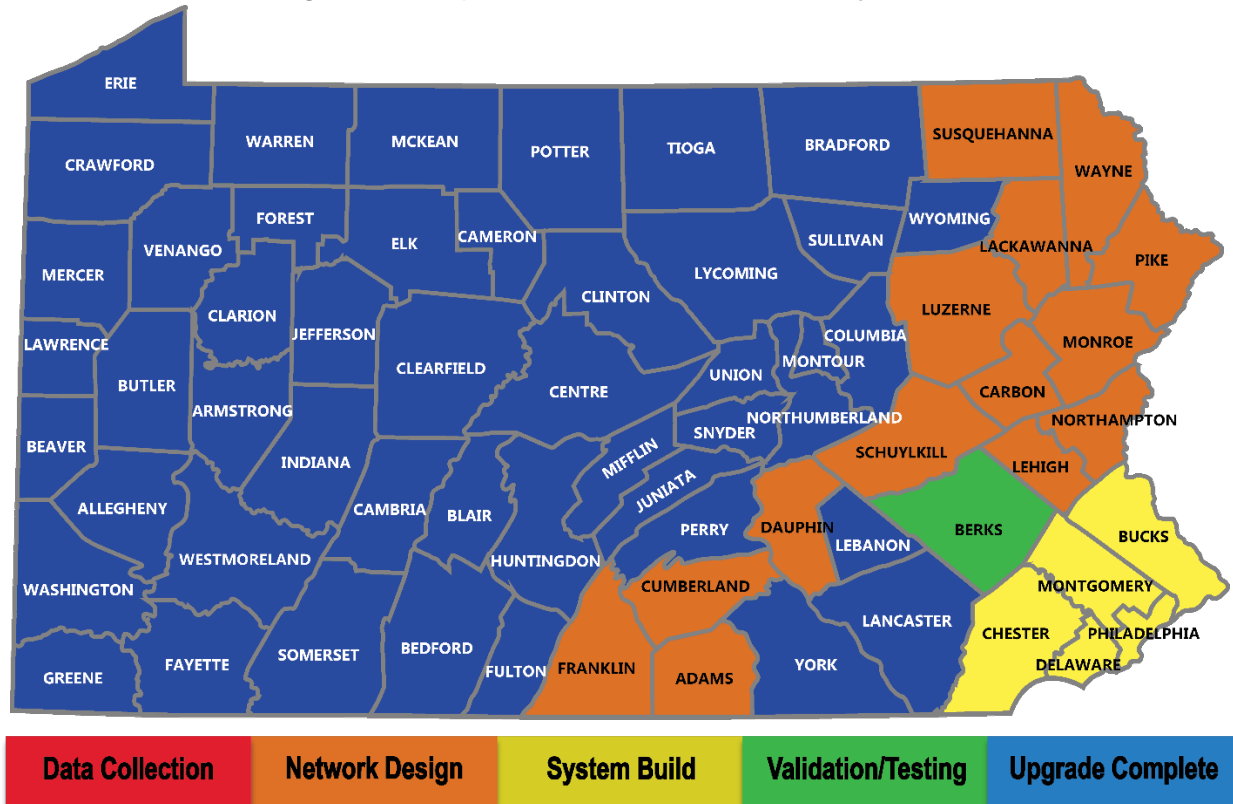 ERIE
WARREN
MCKEAN
POTTER
TIOGA
BRADFORD
SUSQUEHANNA
WAYNE
CRAWFORD
FOREST
ELK
CAMERON
SULLIVAN
WYOMING
LACKAWANNA
PIKE
MERCER
VENANGO
CLARION
JEFFERSON
CLINTON
LYCOMING
COLUMBIA
LUZERNE
MONROE
LAWRENCE
BUTLER
ARMSTRONG
CLEARFIELD
CENTRE
UNION
MONTOUR
NORTHUMBERLAND
CARBON
NORTHAMPTON
BEAVER
ALLEGHENY
INDIANA
CAMBRIA
BLAIR
MIFFLIN
SNYDER
JUNIATA
SCHUYLKILL
LEHIGH
WASHINGTON
WESTMORELAND
HUNTINGDON
PERRY
DAUPHIN
LEBANON
BERKS
BUCKS
MONTGOMERY
GREENE
FAYETTE
SOMERSET
BEDFORD
FULTON
FRANKLIN
CUMBERLAND
ADAMS
YORK
LANCASTER
CHESTER
DELAWARE
PHILADELPHIA
Data Collection
Network Design
System Build
Validation/Testing
Upgrade Complete